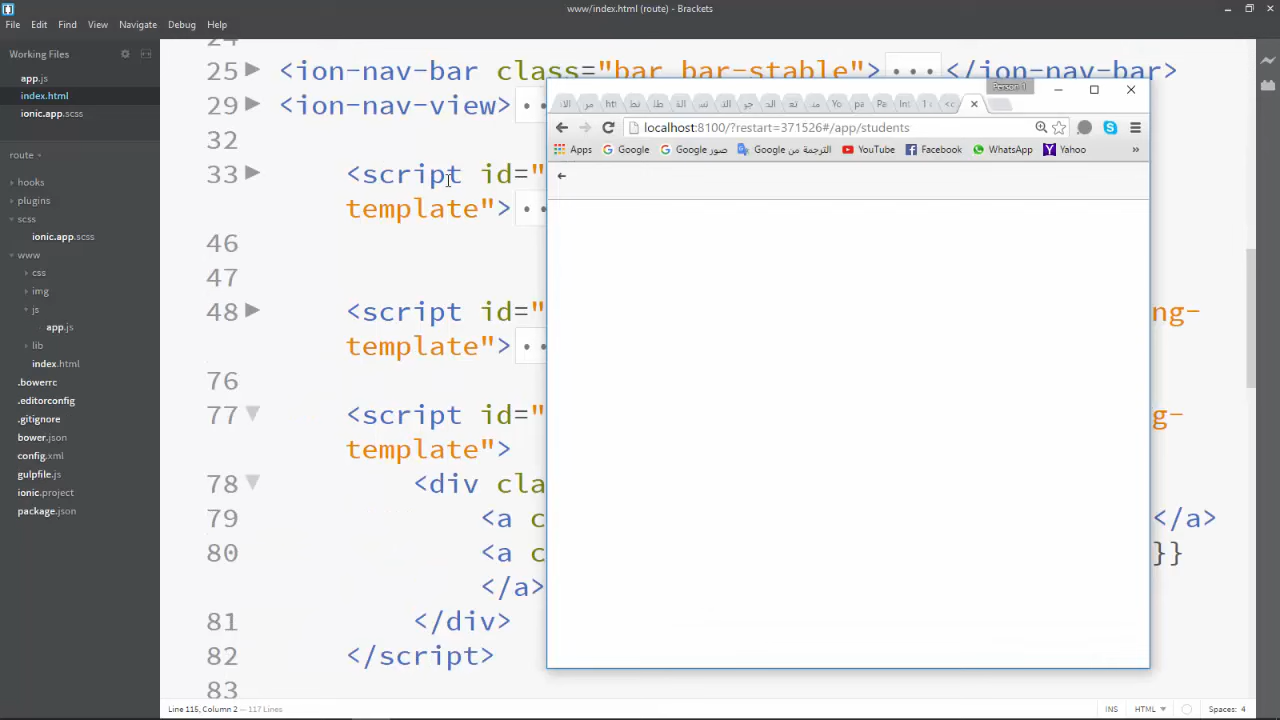 www/index.html (route) - Brackets
File Edit Find View Navigate Debug Help
Working Files
app.js
index.html
ionic.app.scss
route
hooks
plugins
scss
ionic.app.scss
www
css
img
js
app.js
lib
index.html
.bowerrc
.editorconfig
.gitignore
bower.json
config.xml
gulpfile.js
ionic.project
package.json
24
25 <ion-nav-bar class="bar bar-stable"> </ion-nav-bar>
29 <ion-nav-view>
32
33 <script id="
template">
46
47
48 <script id=" ng-
template">
76
77 <script id=" g-
template">
78 <div cla
79 <a c </a>
80 <a c }}
</a>
81 </div>
82 </script>
83
Person 1
localhost:8100/?restart=371526#/app/students
Apps Google صور Google الترجمة من Google YouTube Facebook WhatsApp Yahoo »
Line 115, Column 2 — 117 Lines
INS HTML Spaces: 4